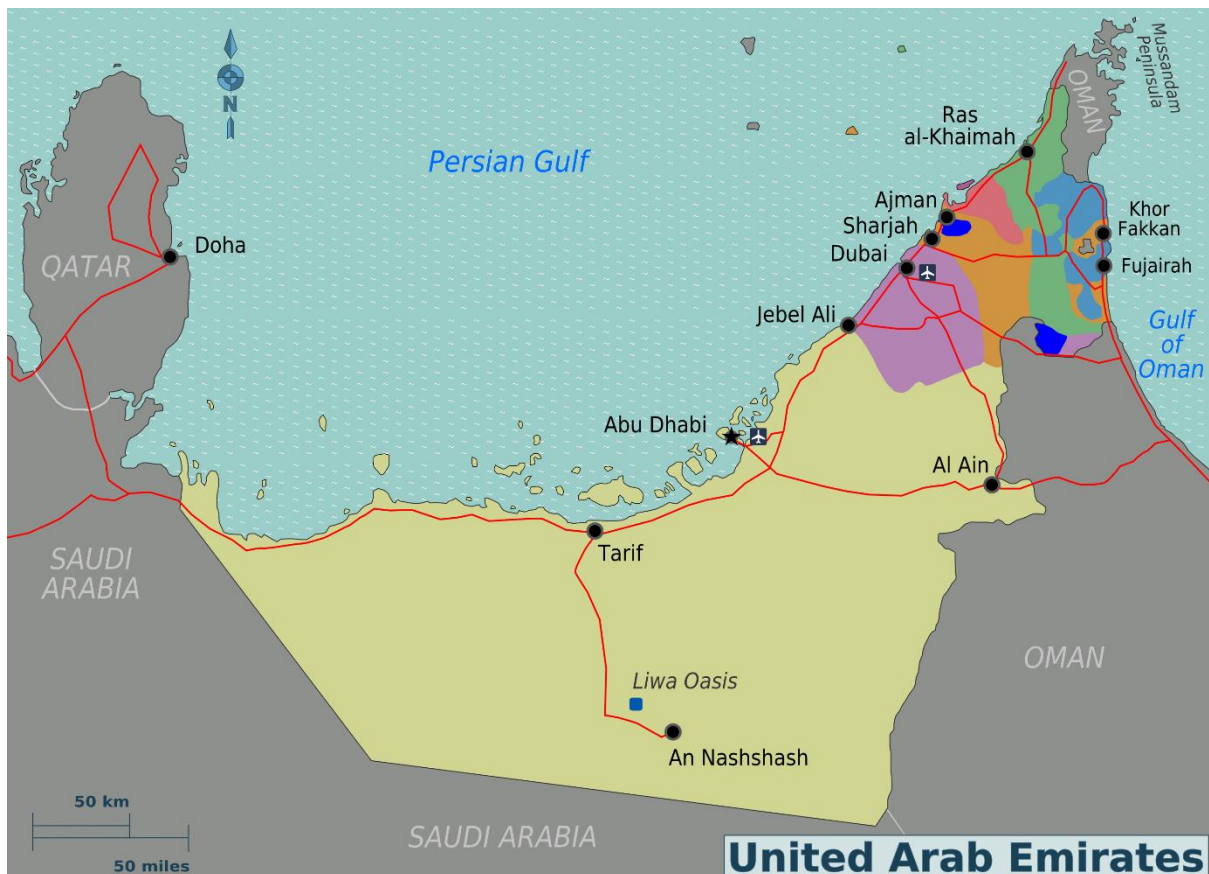 Mussandam
Peninsula
OMAN
N
Ras
al-Khaimah
Persian Gulf
Ajman
Khor
Fakkan
Sharjah
Doha
Dubai
Fujairah
QATAR
Jebel Ali
Gulf
of
Oman
Abu Dhabi
Al Ain
Tarif
SAUDI
ARABIA
OMAN
Liwa Oasis
An Nashshash
50 km
SAUDI ARABIA
50 miles
United Arab Emirates